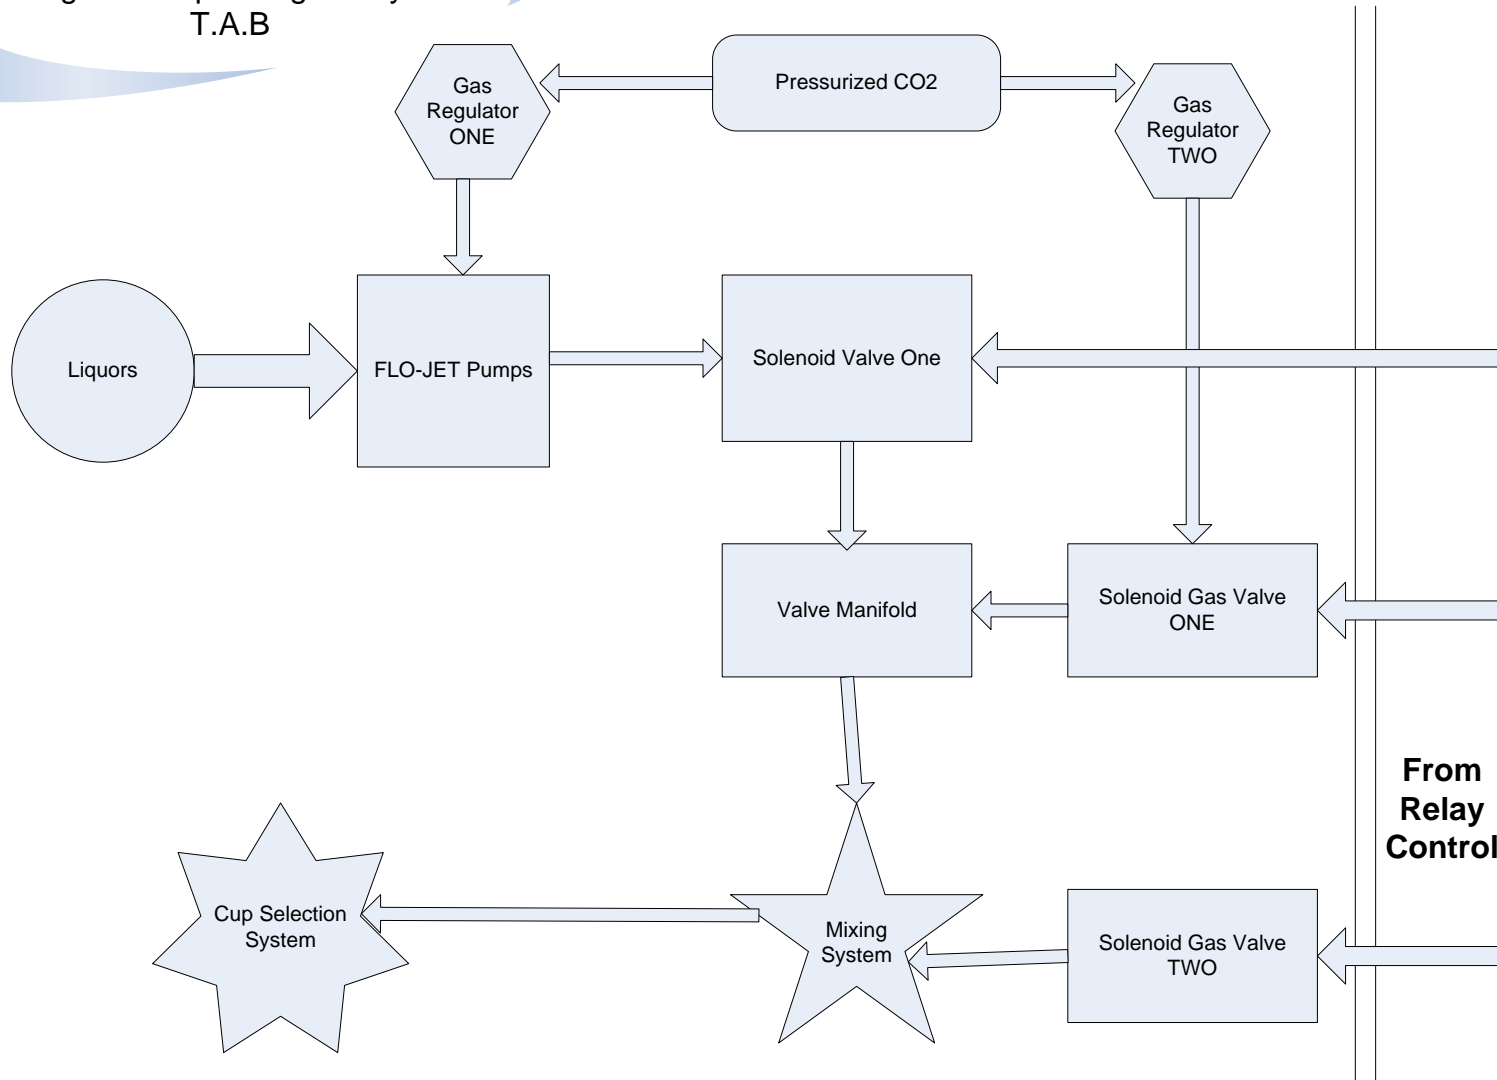 T.A.B
Gas
Regulator
ONE
Pressurized CO2
Gas
Regulator
TWO
Liquors
FLO-JET Pumps
Solenoid Valve One
Valve Manifold
Solenoid Gas Valve
ONE
From
Relay
Control
Cup Selection
System
Mixing
System
Solenoid Gas Valve
TWO